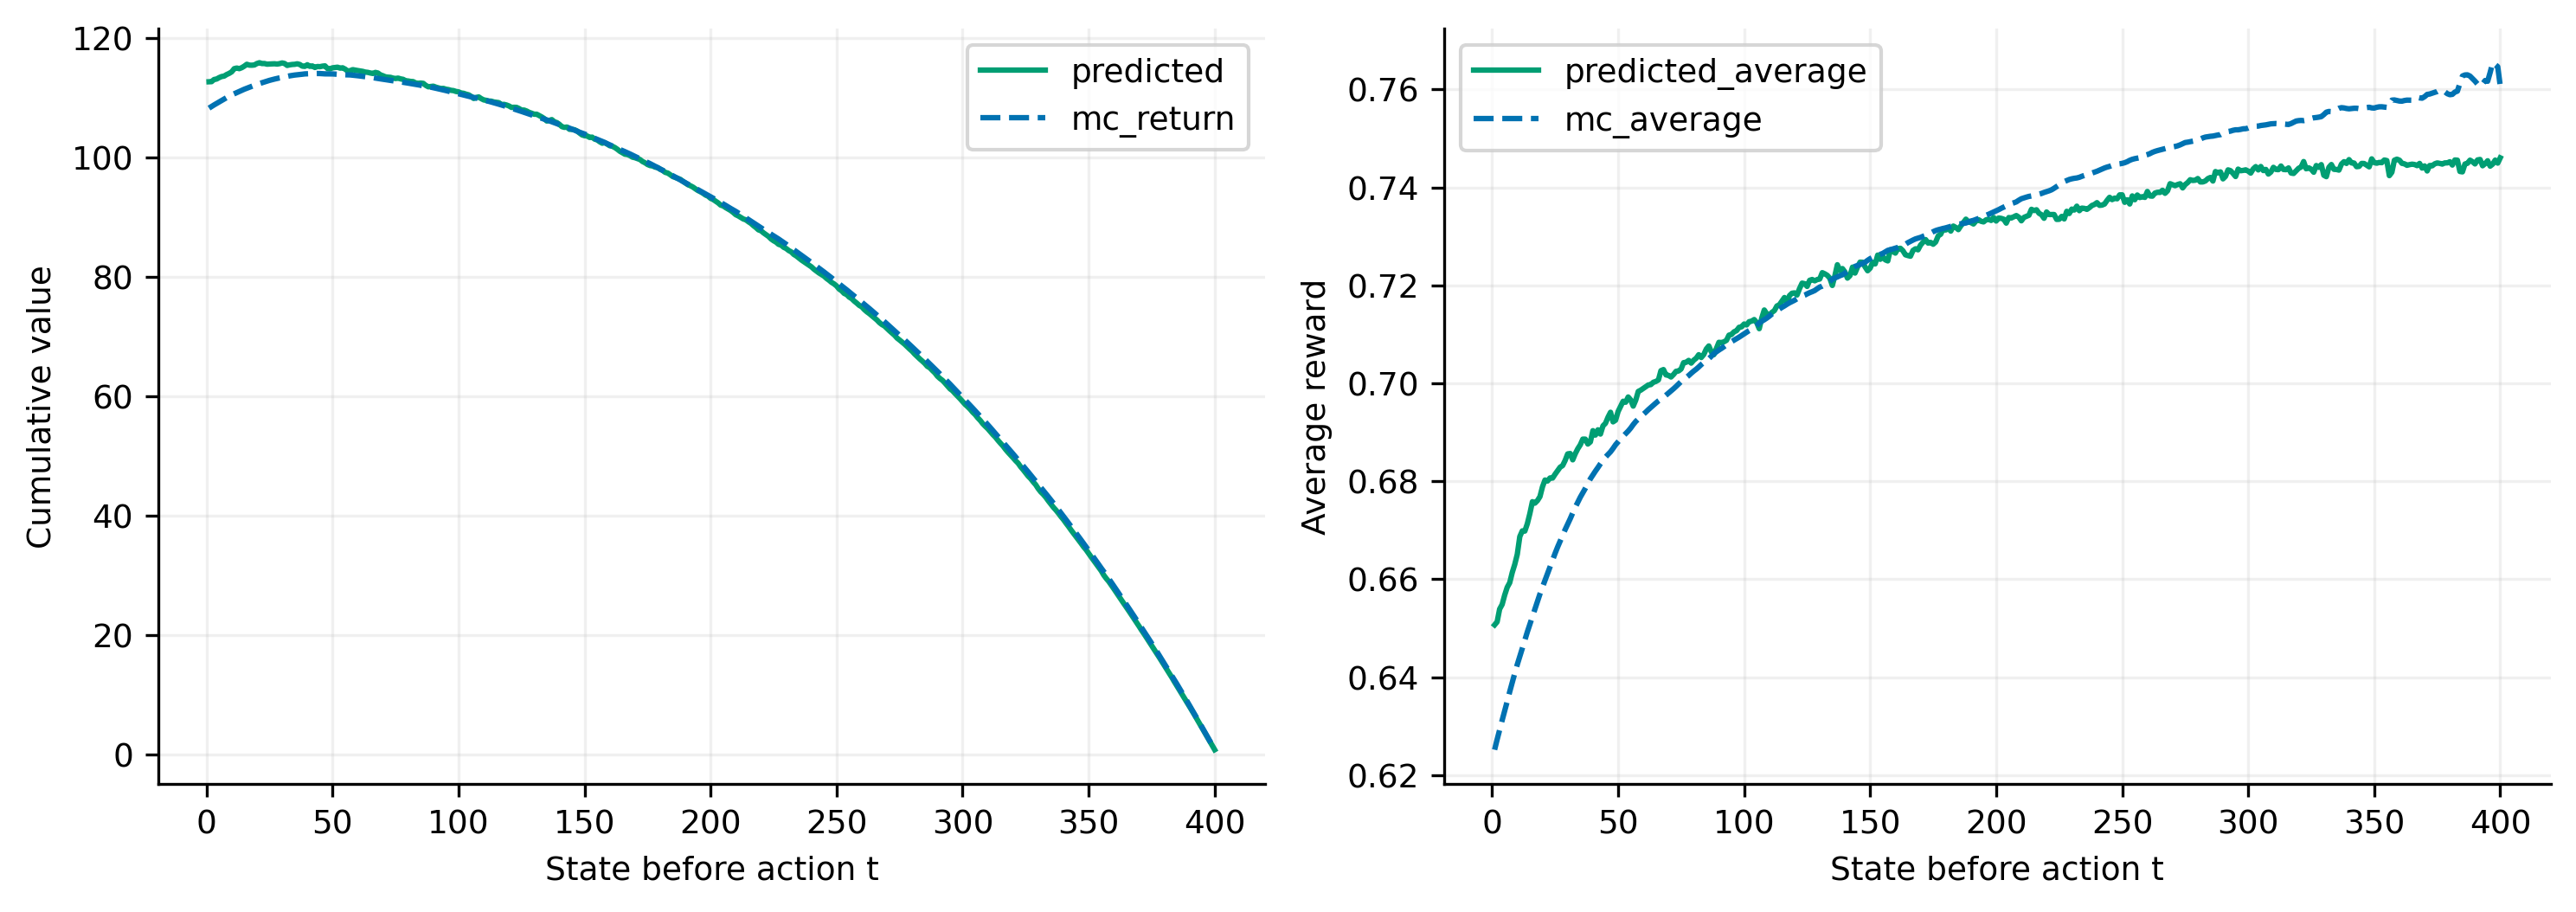 120
100
80
60
40
20
0
Cumulative value
0 50 100 150 200 250 300 350 400
State before action t
predicted
mc_return
0.76
0.74
0.72
0.70
0.68
0.66
0.64
0.62
Average reward
0 50 100 150 200 250 300 350 400
State before action t
predicted_average
mc_average